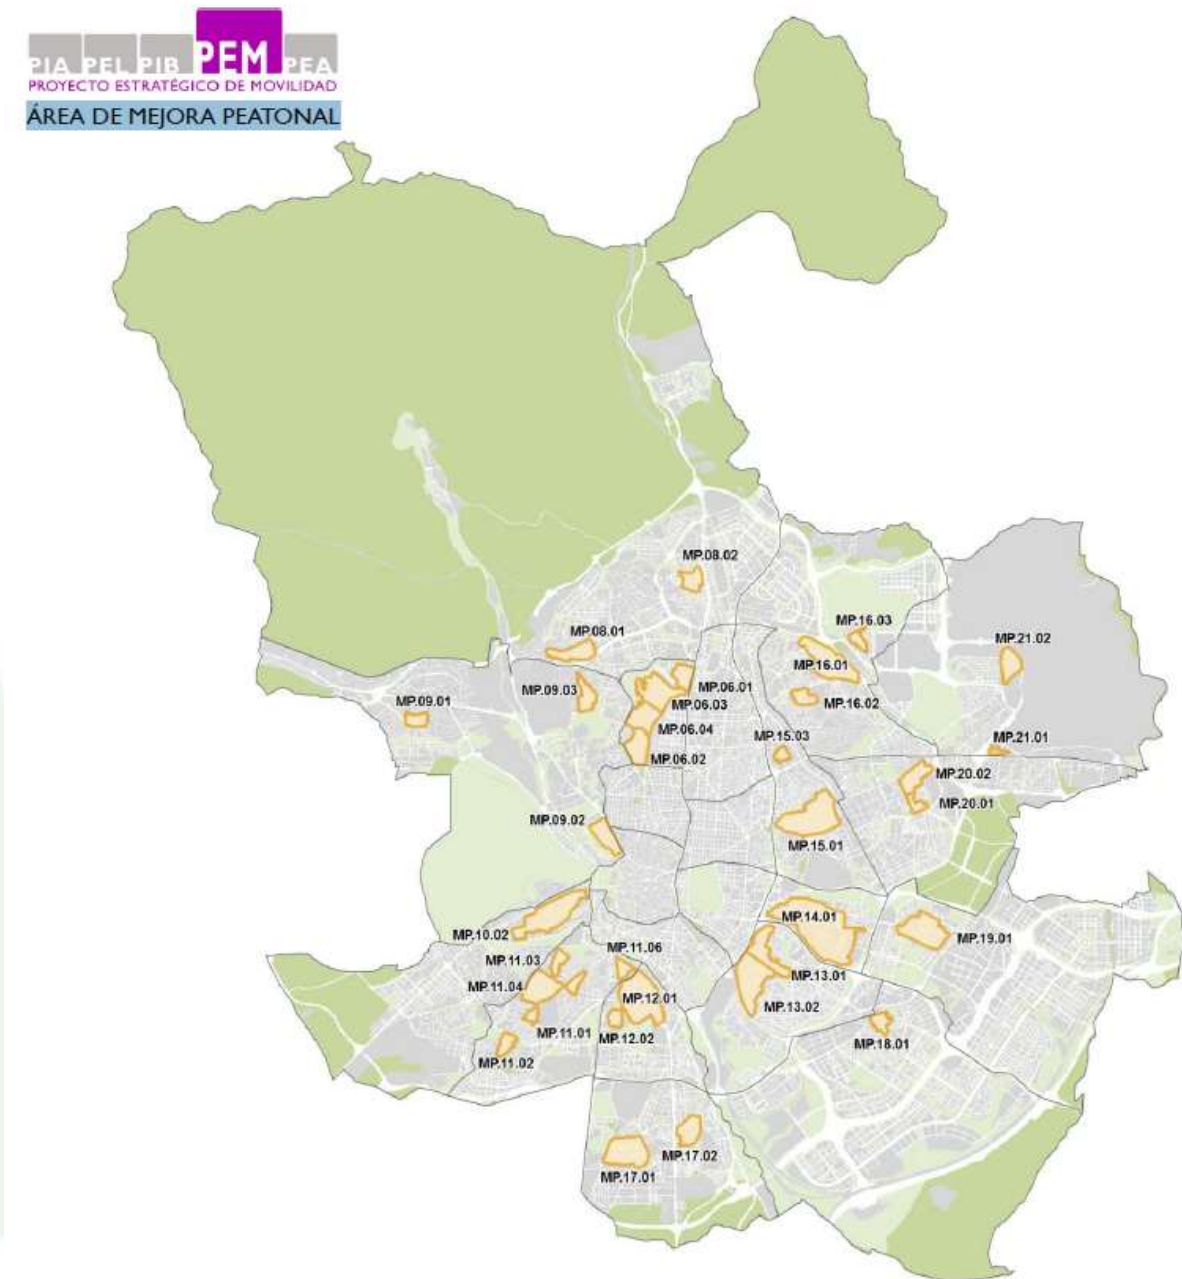 PIA PEL PIB PEM PEA
PROYECTO ESTRATÉGICO DE MOVILIDAD
ÁREA DE MEJORA PEATONAL
MP.08.02
MP.16.03
MP.08.01
MP.21.02
MP.16.01
MP.09.03
MP.06.01
MP.09.01
MP.06.03
MP.16.02
MP.06.04
MP.15.03
MP.21.01
MP.06.02
MP.20.02
MP.20.01
MP.09.02
MP.15.01
MP.14.01
MP.10.02
MP.19.01
MP.11.06
MP.11.03
MP.13.01
MP.11.04
MP.12.01
MP.13.02
MP.11.01
MP.12.02
MP.18.01
MP.11.02
MP.17.02
MP.17.01